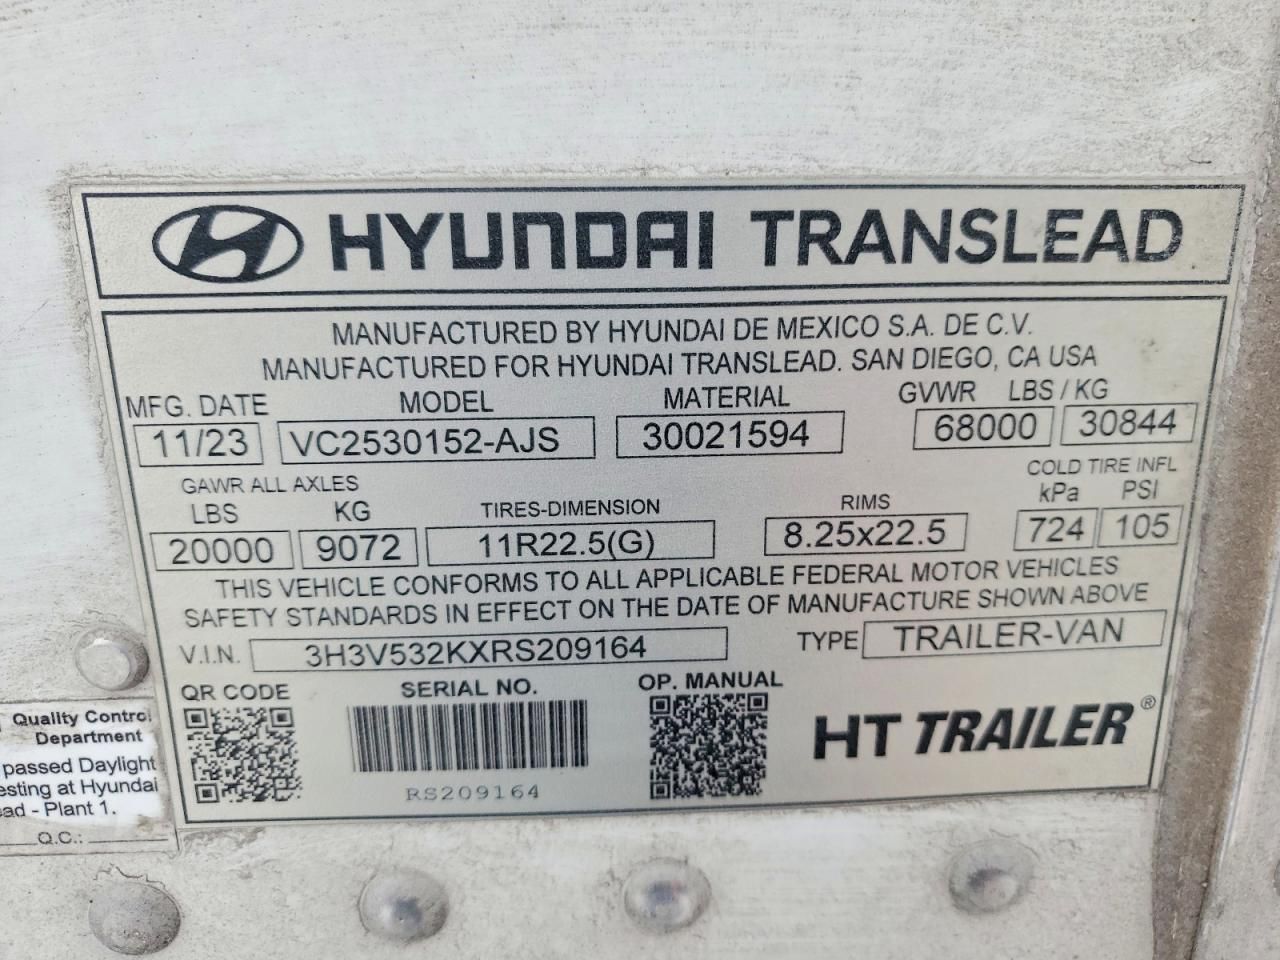 HYUNDAI TRANSLEAD
MANUFACTURED BY HYUNDAI DE MEXICO S.A. DE C.V.
MANUFACTURED FOR HYUNDAI TRANSLEAD. SAN DIEGO, CA USA
MFG. DATE MODEL MATERIAL GVWR LBS / KG
11/23 VC2530152-AJS 30021594 68000 30844
GAWR ALL AXLES COLD TIRE INFL
LBS KG TIRES-DIMENSION RIMS kPa PSI
20000 9072 11R22.5(G) 8.25x22.5 724 105
THIS VEHICLE CONFORMS TO ALL APPLICABLE FEDERAL MOTOR VEHICLES
SAFETY STANDARDS IN EFFECT ON THE DATE OF MANUFACTURE SHOWN ABOVE
V.I.N. 3H3V532KXRS209164 TYPE TRAILER-VAN
QR CODE SERIAL NO. OP. MANUAL
HT TRAILER®
RS209164
Quality Control
Department
passed Daylight
esting at Hyundai
ead - Plant 1.
Q.C.: